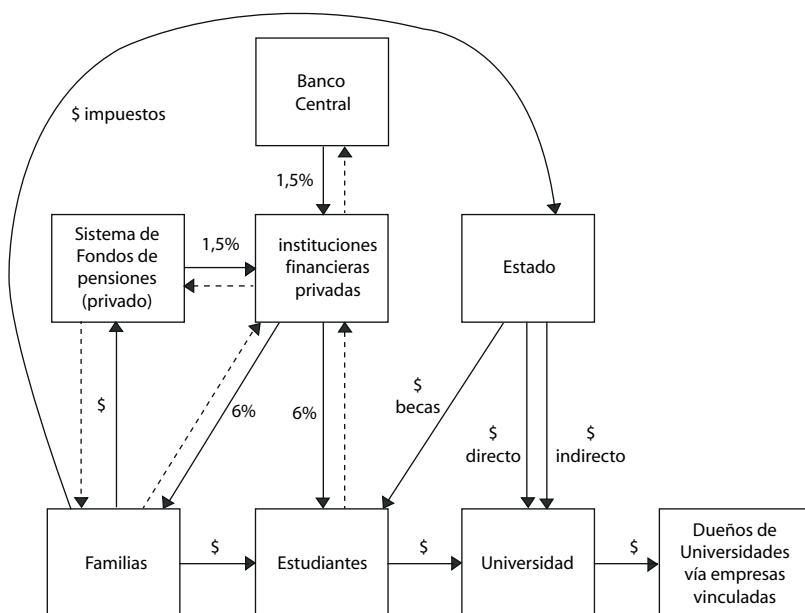 Banco
Central
$ impuestos
1,5%
Sistema de
Fondos de
pensiones
(privado)
1,5%
instituciones
financieras
privadas
Estado
$
6%
6%
$
becas
$
directo
$
indirecto
Familias
$
Estudiantes
$
Universidad
$
Dueños de
Universidades
vía empresas
vinculadas